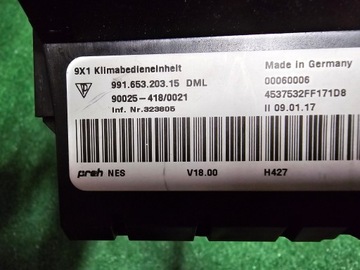 9X1 Klimabedieneinheit
Made in Germany
991.653.203.15 DML
00060006
90025-418/0021
4537532FF171D8
Inf. Nr.323805
II 09.01.17
preh NES
V18.00
H427